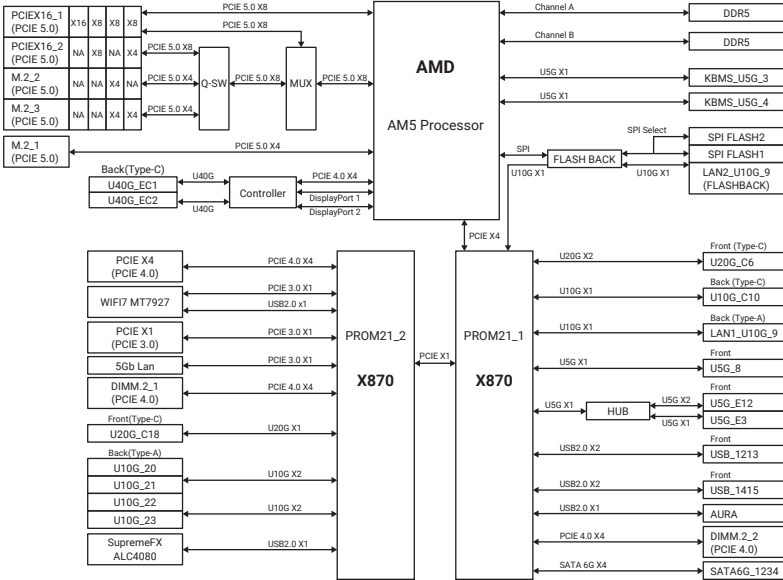 PCIEX16_1
(PCIE 5.0)
X16 X8 X8 X8
PCIE 5.0 X8
PCIE 5.0 X8
PCIEX16_2
(PCIE 5.0)
NA X8 NA X4
PCIE 5.0 X8
M.2_2
(PCIE 5.0)
NA NA X4 NA
PCIE 5.0 X4
M.2_3
(PCIE 5.0)
NA NA X4 X4
PCIE 5.0 X4
Q-SW
PCIE 5.0 X8
MUX
PCIE 5.0 X8
M.2_1
(PCIE 5.0)
PCIE 5.0 X4
Back(Type-C)
U40G_EC1
U40G_EC2
U40G
U40G
Controller
PCIE 4.0 X4
DisplayPort 1
DisplayPort 2
AMD
AM5 Processor
Channel A
DDR5
Channel B
DDR5
U5G X1
KBMS_U5G_3
U5G X1
KBMS_U5G_4
SPI
FLASH BACK
SPI Select
SPI FLASH2
SPI FLASH1
U10G X1
U10G X1
LAN2_U10G_9
(FLASHBACK)
PCIE X4
PCIE X4
(PCIE 4.0)
PCIE 4.0 X4
WIFI7 MT7927
PCIE 3.0 X1
USB2.0 x1
PCIE X1
(PCIE 3.0)
PCIE 3.0 X1
5Gb Lan
PCIE 3.0 X1
DIMM.2_1
(PCIE 4.0)
PCIE 4.0 X4
Front(Type-C)
U20G_C18
U20G X1
Back(Type-A)
U10G_20
U10G_21
U10G X2
U10G_22
U10G_23
U10G X2
SupremeFX
ALC4080
USB2.0 X1
PROM21_2
X870
PCIE X1
PROM21_1
X870
U20G X2
Front (Type-C)
U20G_C6
U10G X1
Back (Type-C)
U10G_C10
U10G X1
Back (Type-A)
LAN1_U10G_9
U5G X1
Front
U5G_8
U5G X1
HUB
U5G X2
U5G X1
Front
U5G_E12
U5G_E3
USB2.0 X2
Front
USB_1213
USB2.0 X2
Front
USB_1415
USB2.0 X1
AURA
PCIE 4.0 X4
DIMM.2_2
(PCIE 4.0)
SATA 6G X4
SATA6G_1234